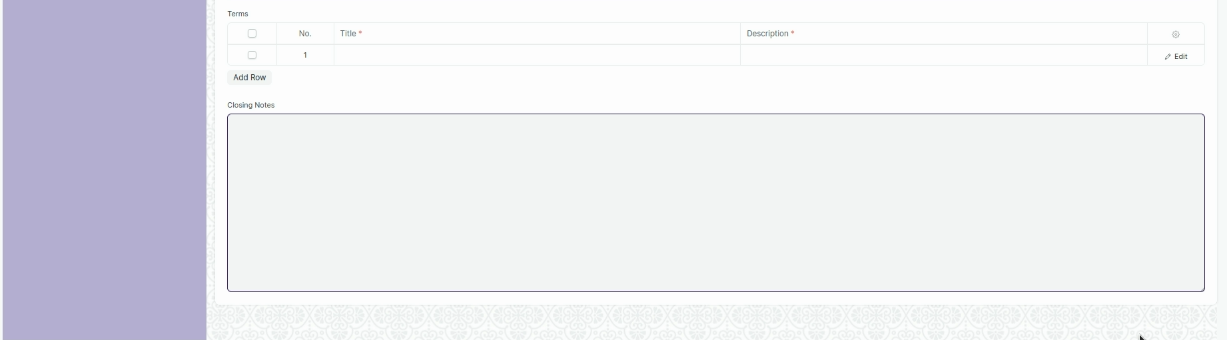 Terms
No. Title * Description *
1 Edit
Add Row
Closing Notes